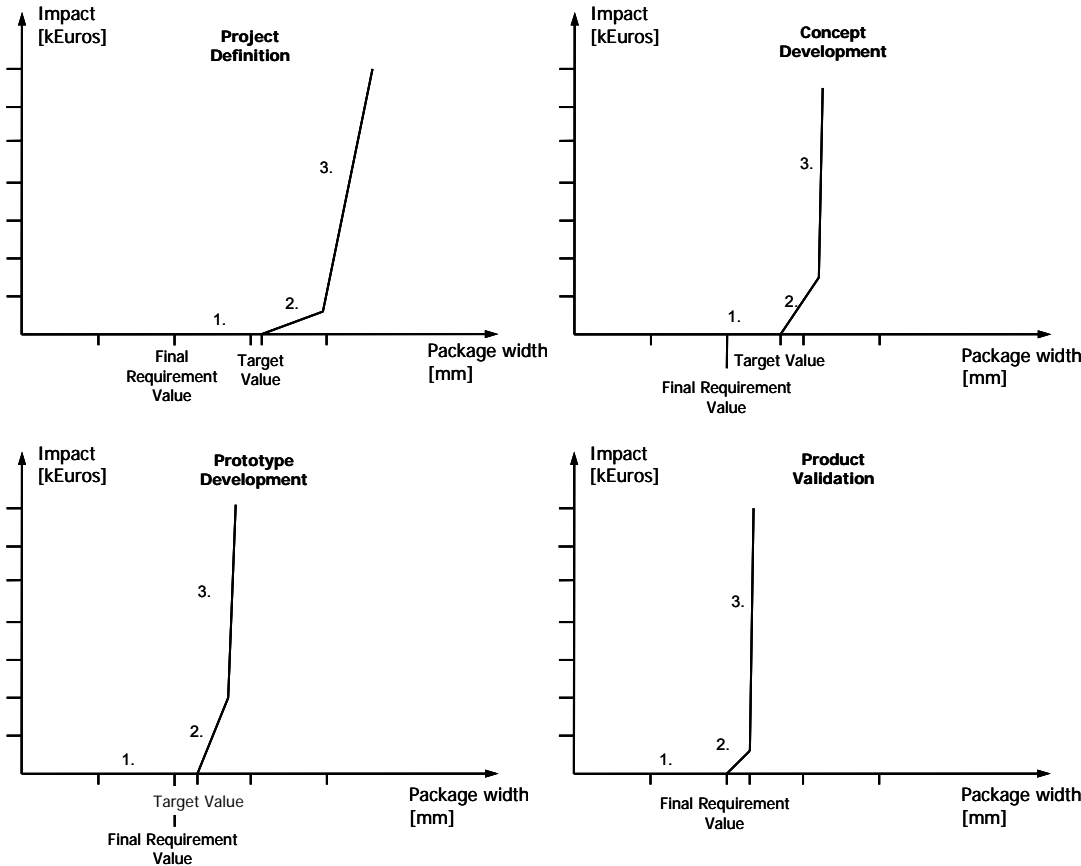 Impact
[kEuros]
Project
Definition
3.
2.
1.
Final
Requirement
Value
Target
Value
Package width
[mm]
Impact
[kEuros]
Concept
Development
3.
2.
1.
Target Value
Final Requirement
Value
Package width
[mm]
Impact
[kEuros]
Prototype
Development
3.
2.
1.
Target Value
Final Requirement
Value
Package width
[mm]
Impact
[kEuros]
Product
Validation
3.
2.
1.
Final Requirement
Value
Package width
[mm]